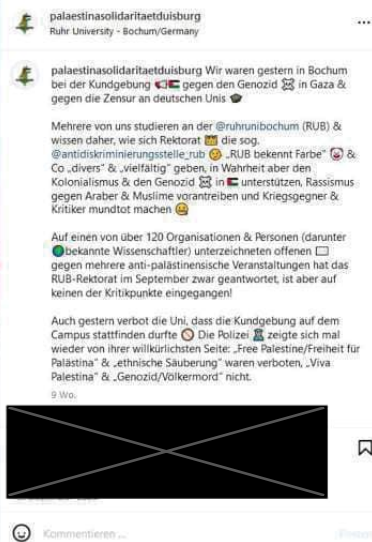 palaestinasolidaritaetduisburg
Ruhr University - Bochum/Germany
palaestinasolidaritaetduisburg Wir waren gestern in Bochum
bei der Kundgebung 📢🇵🇸 gegen den Genozid ☠️ in Gaza &
gegen die Zensur an deutschen Unis 🎓
Mehrere von uns studieren an der @ruhrunibochum (RUB) &
wissen daher, wie sich Rektorat 👑 die sog.
@antidiskriminierungsstelle_rub 🤨 „RUB bekennt Farbe" 🤡 &
Co „divers" & „vielfältig" geben, in Wahrheit aber den
Kolonialismus & den Genozid ☠️ in 🇵🇸 unterstützen, Rassismus
gegen Araber & Muslime vorantreiben und Kriegsgegner &
Kritiker mundtot machen 🤐
Auf einen von über 120 Organisationen & Personen (darunter
🌍bekannte Wissenschaftler) unterzeichneten offenen 📄
gegen mehrere anti-palästinensische Veranstaltungen hat das
RUB-Rektorat im September zwar geantwortet, ist aber auf
keinen der Kritikpunkte eingegangen!
Auch gestern verbot die Uni, dass die Kundgebung auf dem
Campus stattfinden durfte 🚫 Die Polizei 👮 zeigte sich mal
wieder von ihrer willkürlichsten Seite: „Free Palestine/Freiheit für
Palästina" & „ethnische Säuberung" waren verboten, „Viva
Palestina" & „Genozid/Völkermord" nicht.
9 Wo.
Kommentieren ...